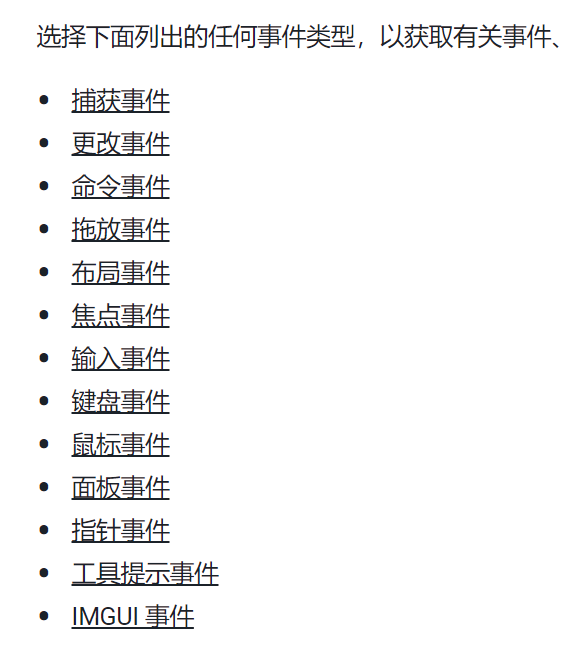 选择下面列出的任何事件类型，以获取有关事件、
捕获事件
更改事件
命令事件
拖放事件
布局事件
焦点事件
输入事件
键盘事件
鼠标事件
面板事件
指针事件
工具提示事件
IMGUI 事件